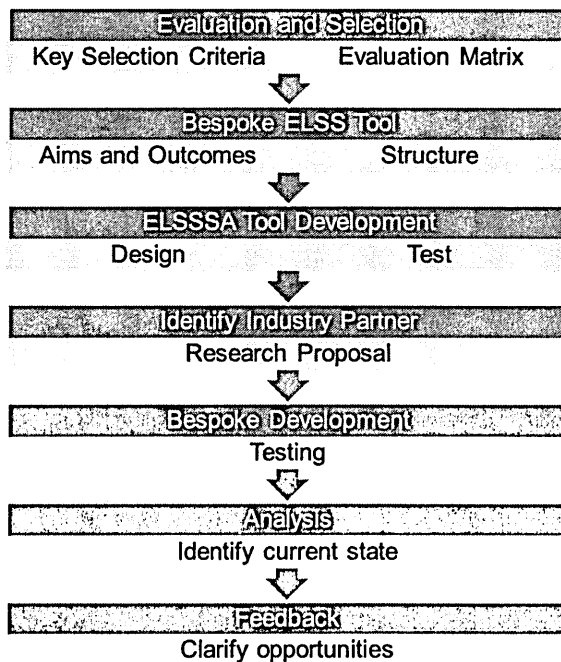 Evaluation and Selection
Key Selection Criteria Evaluation Matrix
Bespoke ELSS Tool
Aims and Outcomes Structure
ELSSSA Tool Development
Design Test
Identify Industry Partner
Research Proposal
Bespoke Development
Testing
Analysis
Identify current state
Feedback
Clarify opportunities